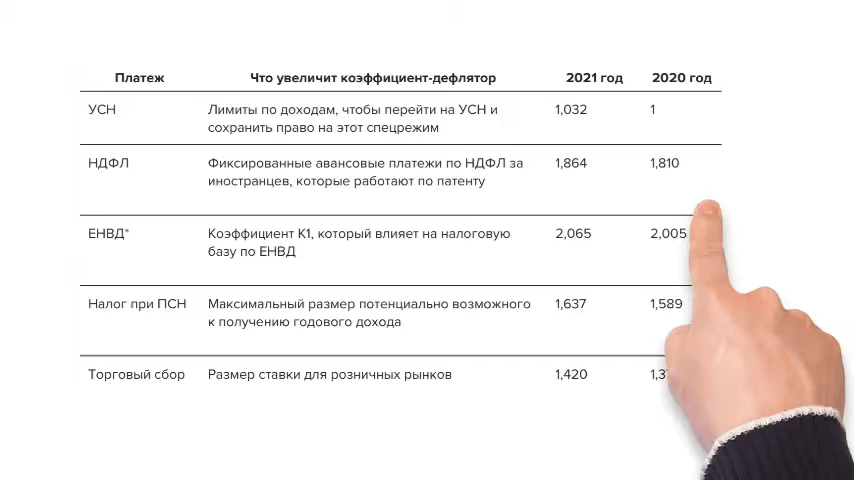 Платеж Что увеличит коэффициент-дефлятор 2021 год 2020 год
УСН Лимиты по доходам, чтобы перейти на УСН и 1,032 1
сохранить право на этот спецрежим
НДФЛ Фиксированные авансовые платежи по НДФЛ за 1,864 1,810
иностранцев, которые работают по патенту
ЕНВД* Коэффициент К1, который влияет на налоговую 2,065 2,005
базу по ЕНВД
Налог при ПСН Максимальный размер потенциально возможного 1,637 1,589
к получению годового дохода
Торговый сбор Размер ставки для розничных рынков 1,420